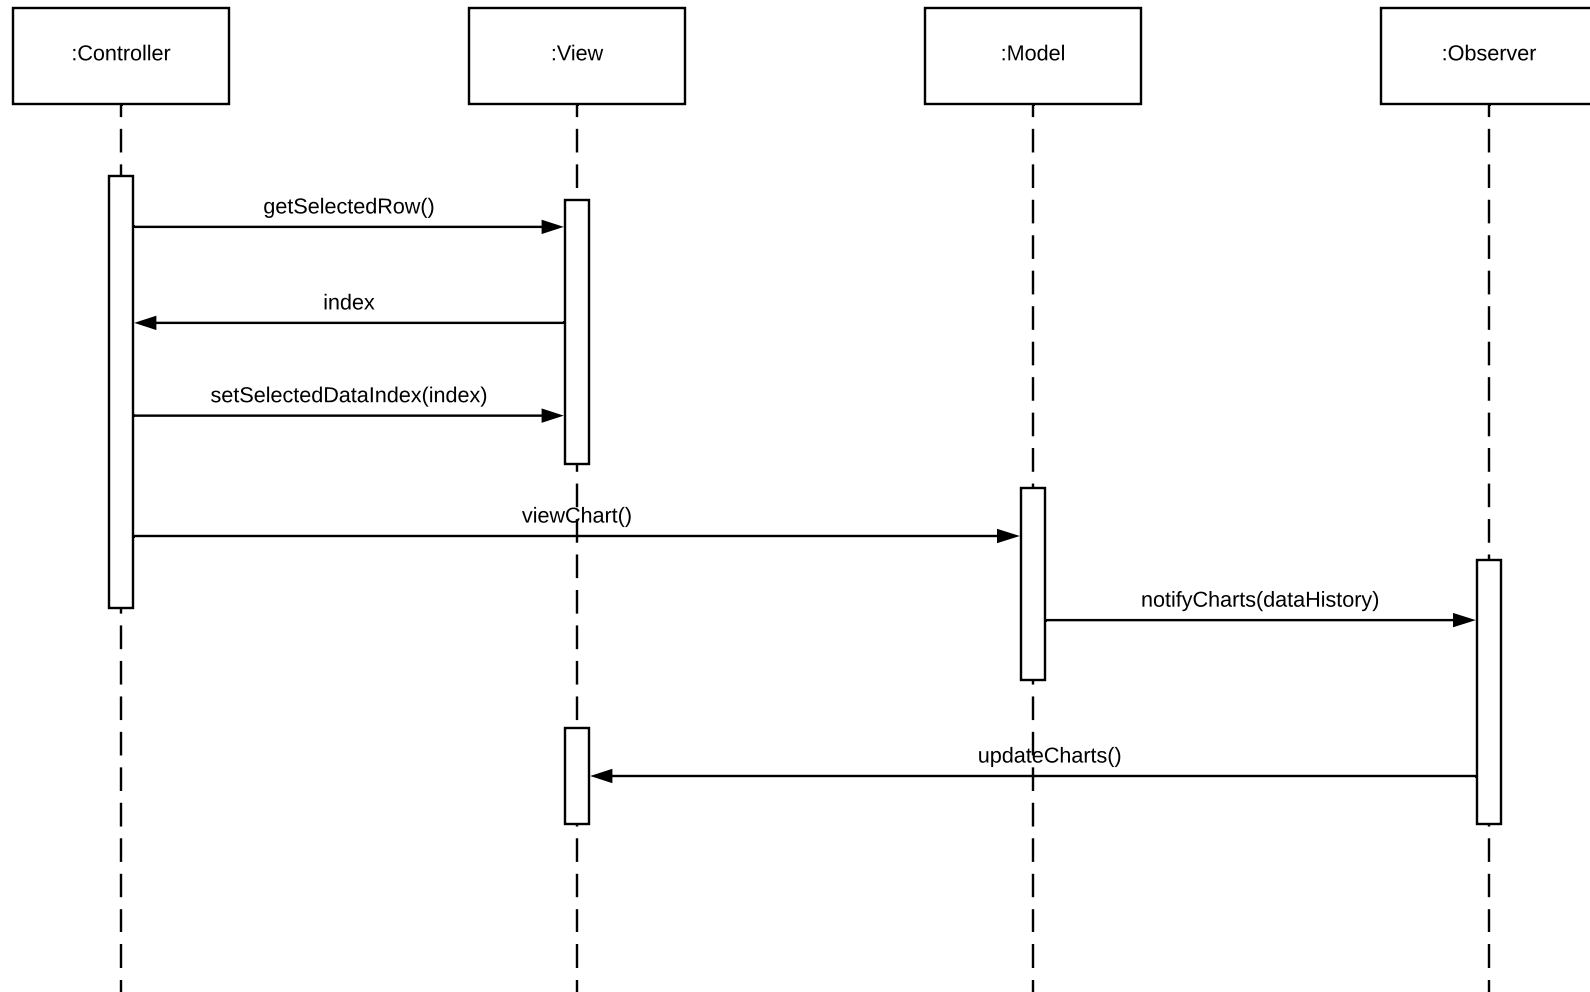 :Controller
:View
:Model
:Observer
getSelectedRow()
index
setSelectedDataIndex(index)
viewChart()
notifyCharts(dataHistory)
updateCharts()